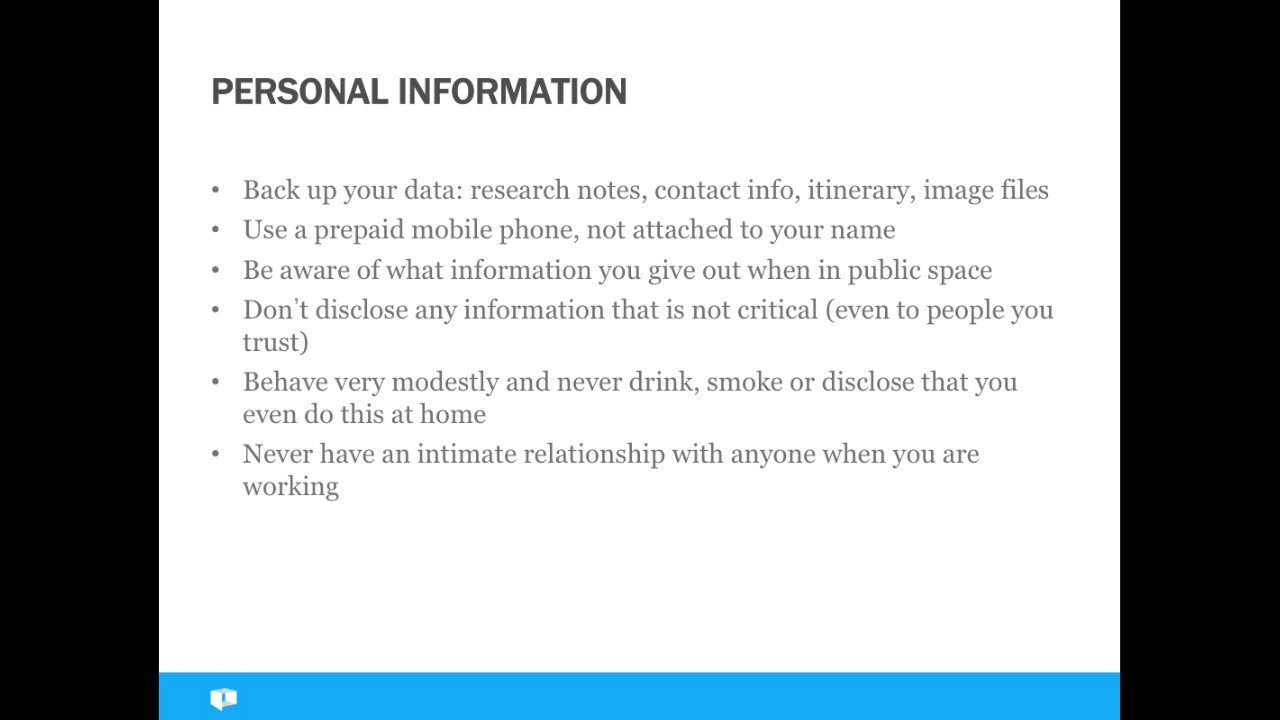 PERSONAL INFORMATION
• Back up your data: research notes, contact info, itinerary, image files
• Use a prepaid mobile phone, not attached to your name
• Be aware of what information you give out when in public space
• Don’t disclose any information that is not critical (even to people you
trust)
• Behave very modestly and never drink, smoke or disclose that you
even do this at home
• Never have an intimate relationship with anyone when you are
working